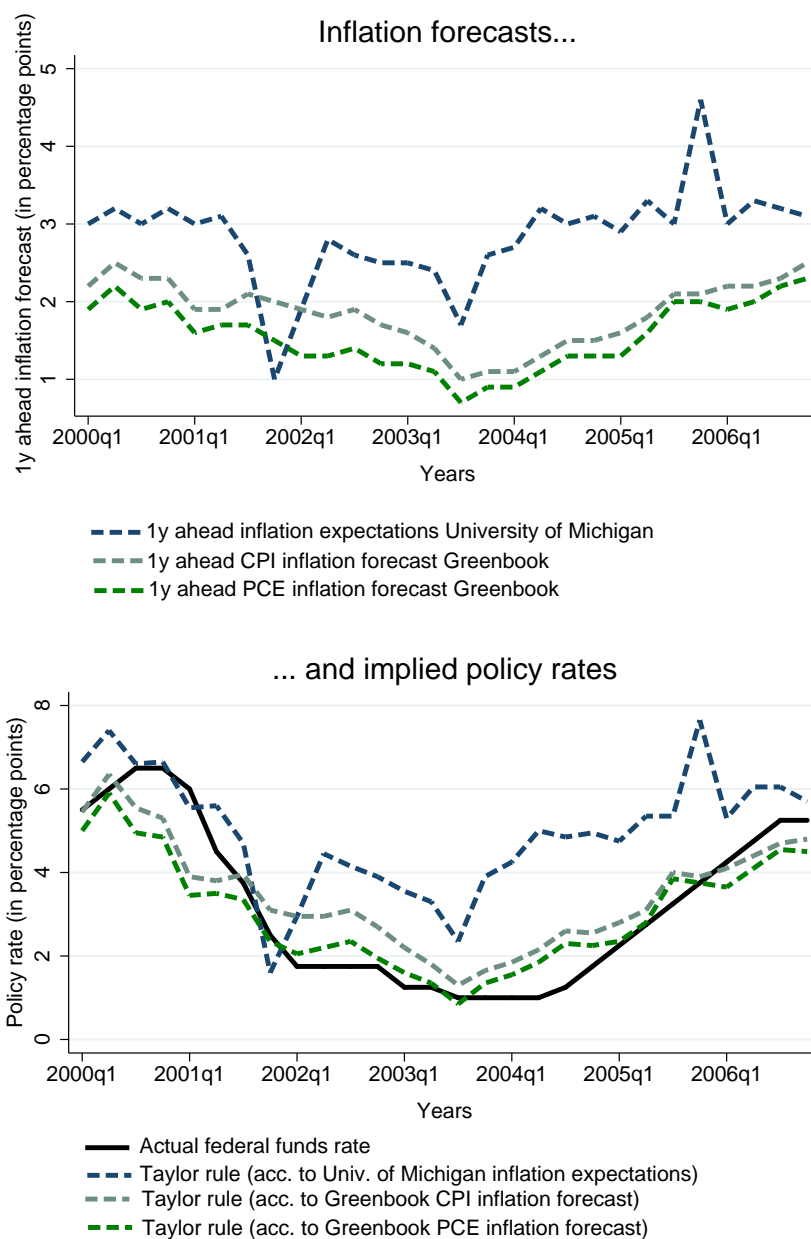 Inflation forecasts...
1y ahead inflation forecast (in percentage points)
5
4
3
2
1
2000q1 2001q1 2002q1 2003q1 2004q1 2005q1 2006q1
Years
1y ahead inflation expectations University of Michigan
1y ahead CPI inflation forecast Greenbook
1y ahead PCE inflation forecast Greenbook
... and implied policy rates
Policy rate (in percentage points)
8
6
4
2
0
2000q1 2001q1 2002q1 2003q1 2004q1 2005q1 2006q1
Years
Actual federal funds rate
Taylor rule (acc. to Univ. of Michigan inflation expectations)
Taylor rule (acc. to Greenbook CPI inflation forecast)
Taylor rule (acc. to Greenbook PCE inflation forecast)